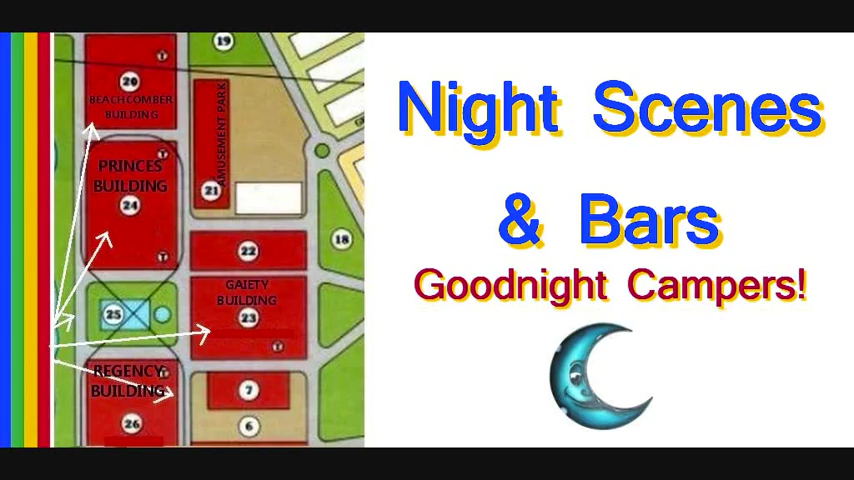 19
20
BEACHCOMBER
BUILDING
AMUSEMENT PARK
21
PRINCES
BUILDING
24
18
22
GAIETY
BUILDING
23
25
REGENCY
BUILDING
7
26
6
Night Scenes
& Bars
Goodnight Campers!